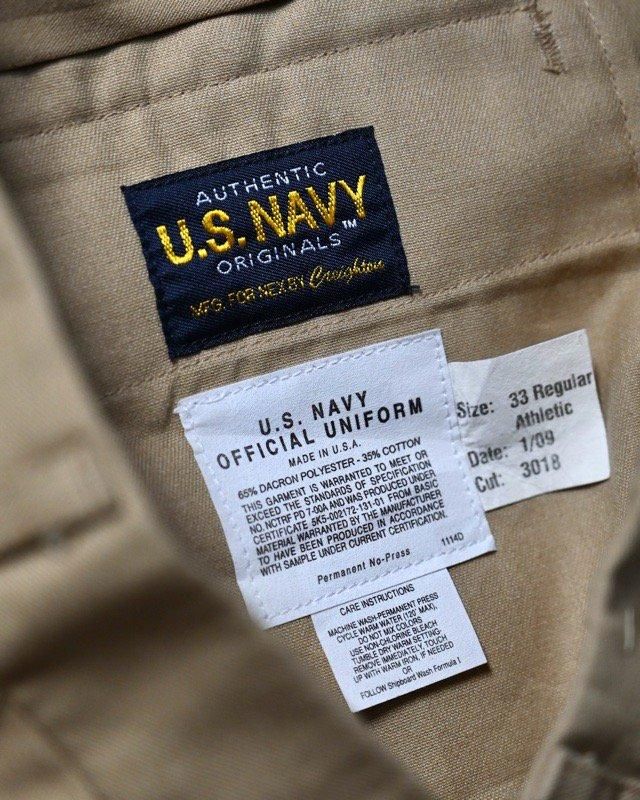 AUTHENTIC
U.S. NAVY™
ORIGINALS
MFG. FOR NEX BY Creighton
U.S. NAVY
OFFICIAL UNIFORM
MADE IN U.S.A.
65% DACRON POLYESTER - 35% COTTON
THIS GARMENT IS WARRANTED TO MEET OR
EXCEED THE STANDARDS OF SPECIFICATION
NO. NCTRF PD 7-00A AND WAS PRODUCED UNDER
CERTIFICATE 5K5-002172-131-01 FROM BASIC
MATERIAL WARRANTED BY THE MANUFACTURER
TO HAVE BEEN PRODUCED IN ACCORDANCE
WITH SAMPLE UNDER CURRENT CERTIFICATION.
1114D
Permanent No-Press
Size: 33 Regular
Athletic
Date: 1/09
Cut: 3018
CARE INSTRUCTIONS
MACHINE WASH-PERMANENT PRESS
CYCLE WARM WATER (120° MAX),
DO NOT MIX COLORS
USE NON-CHLORINE BLEACH
TUMBLE DRY WARM SETTING-
REMOVE IMMEDIATELY, TOUCH
UP WITH WARM IRON, IF NEEDED
OR
FOLLOW Shipboard Wash Formula I